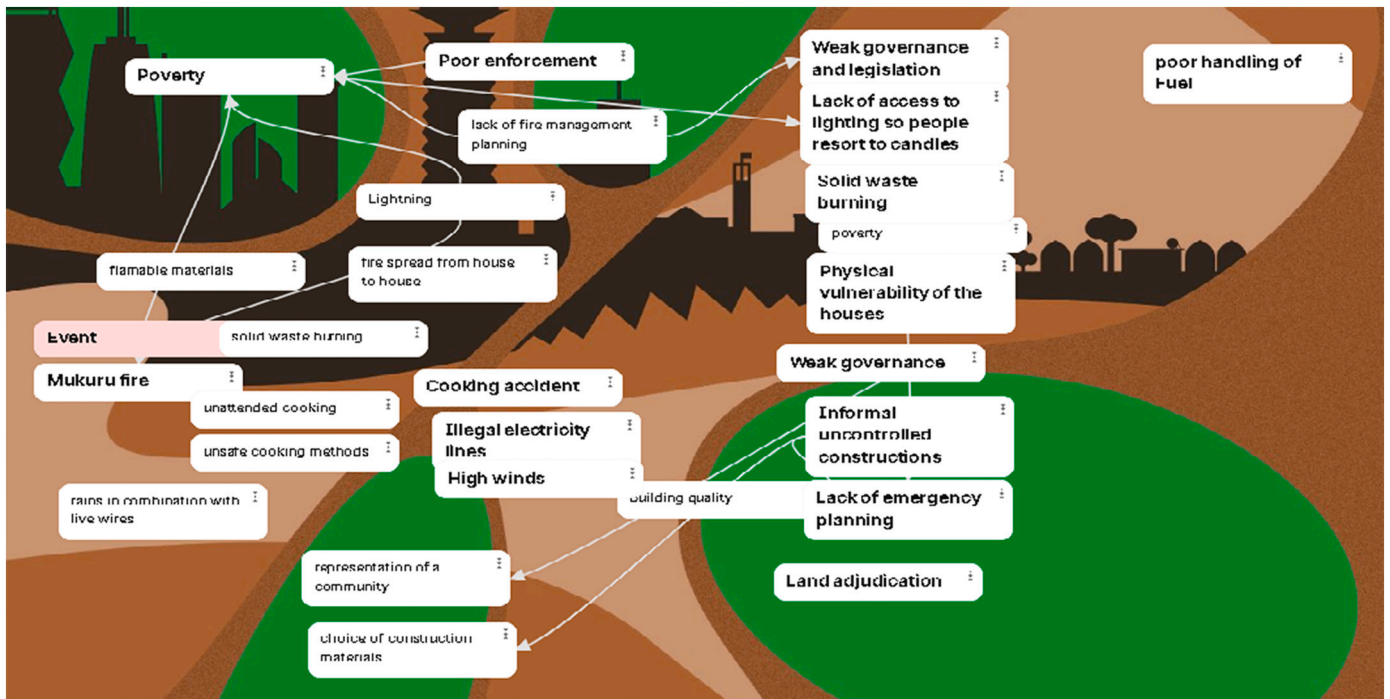 Poverty
Poor enforcement
Weak governance
and legislation
poor handling of
Fuel
lack of fire management
planning
Lack of access to
lighting so people
resort to candles
Lightning
Solid waste
burning
poverty
flamable materials
fire spread from house
to house
Physical
vulnerability of the
houses
Event
solid waste burning
Mukuru fire
Weak governance
Cooking accident
unattended cooking
Illegal electricity
lines
Informal
uncontrolled
constructions
unsafe cooking methods
High winds
rains in combination with
live wires
building quality
Lack of emergency
planning
representation of a
community
Land adjudication
choice of construction
materials